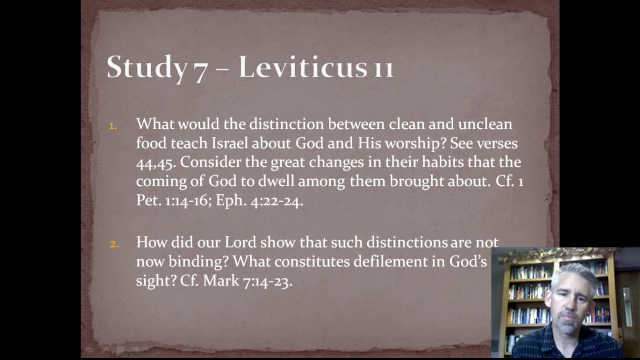 Study 7 – Leviticus 11
1. What would the distinction between clean and unclean
food teach Israel about God and His worship? See verses
44,45. Consider the great changes in their habits that the
coming of God to dwell among them brought about. Cf. 1
Pet. 1:14-16; Eph. 4:22-24.
2. How did our Lord show that such distinctions are not
now binding? What constitutes defilement in God's
sight? Cf. Mark 7:14-23.